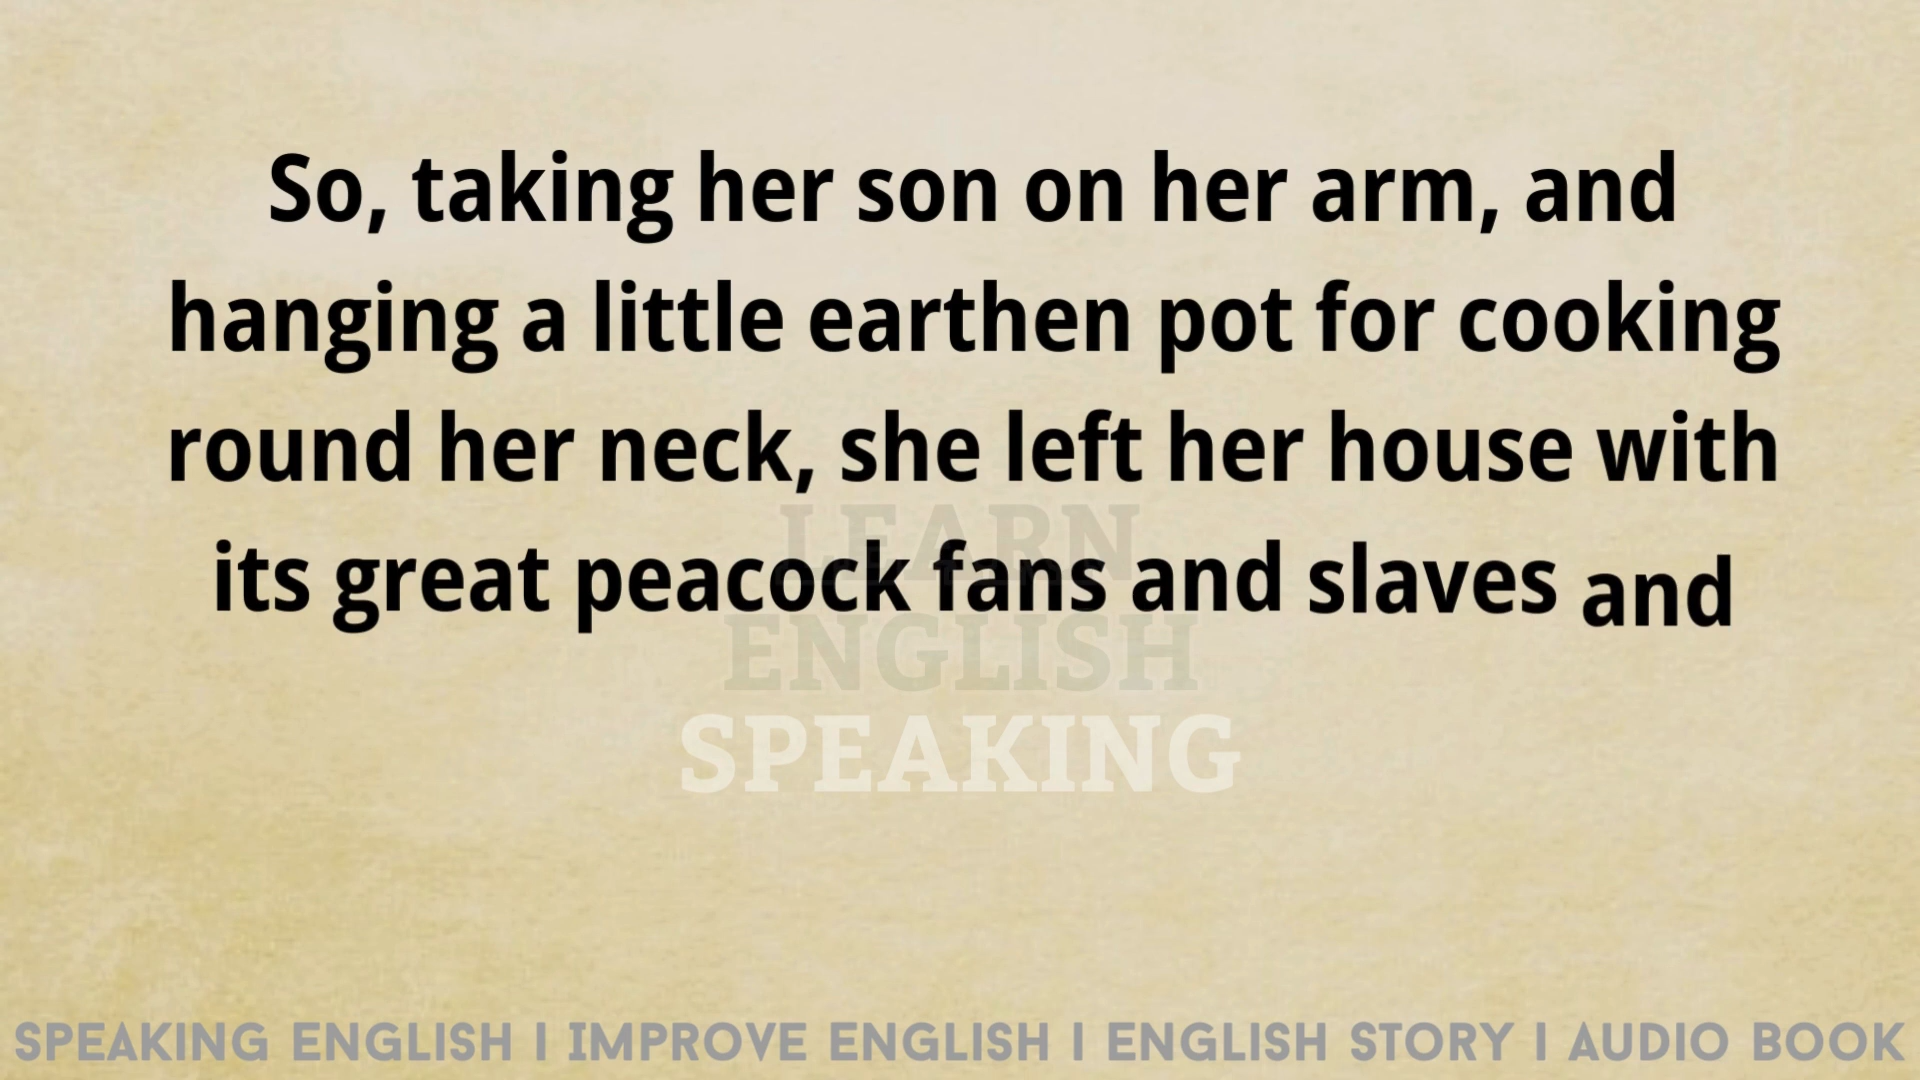 So, taking her son on her arm, and
hanging a little earthen pot for cooking
round her neck, she left her house with
its great peacock fans and slaves and
LEARN
ENGLISH
SPEAKING
SPEAKING ENGLISH | IMPROVE ENGLISH | ENGLISH STORY | AUDIO BOOK